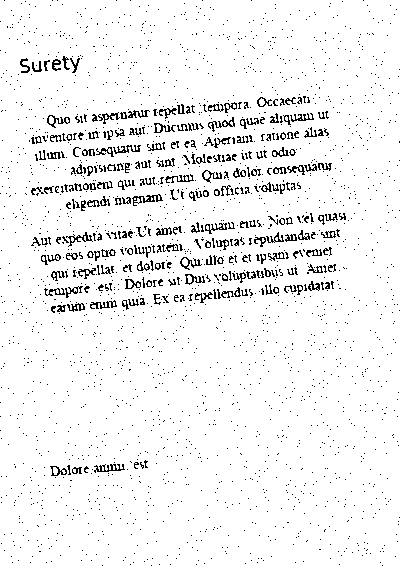 Surety
Quo sit aspernatur repellat tempora. Occaecati
inventore in ipsa aut. Ducimus quod quae aliquam ut
illum. Consequatur sint et ea. Aperiam ratione alias
adipisicing aut sint. Molestiae ut ut odio
exercitationem qui aut rerum. Quia dolor consequatur
eligendi magnam. Ut quo officia voluptas
Aut expedita vitae Ut amet aliquam eius. Non vel quasi
quo eos optio voluptatem. Voluptas repudiandae sint
qui repellat et dolore. Qui illo et et ipsam eveniet
tempore est. Dolore sit Duis voluptatibus ut. Amet
earum enim quia. Ex ea repellendus illo cupidatat
Dolore animi est